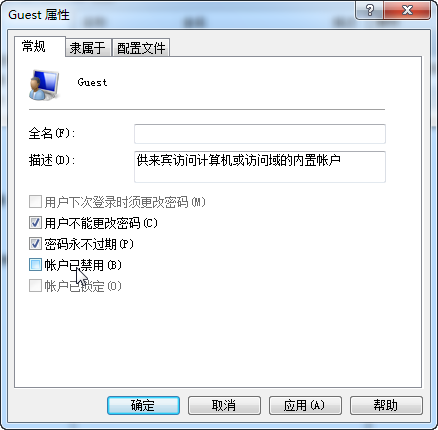 Guest 属性
常规
隶属于
配置文件
Guest
全名(F):
描述(D):
供来宾访问计算机或访问域的内置帐户
用户下次登录时须更改密码(M)
用户不能更改密码(C)
密码永不过期(P)
帐户已禁用(B)
帐户已锁定(O)
确定
取消
应用(A)
帮助